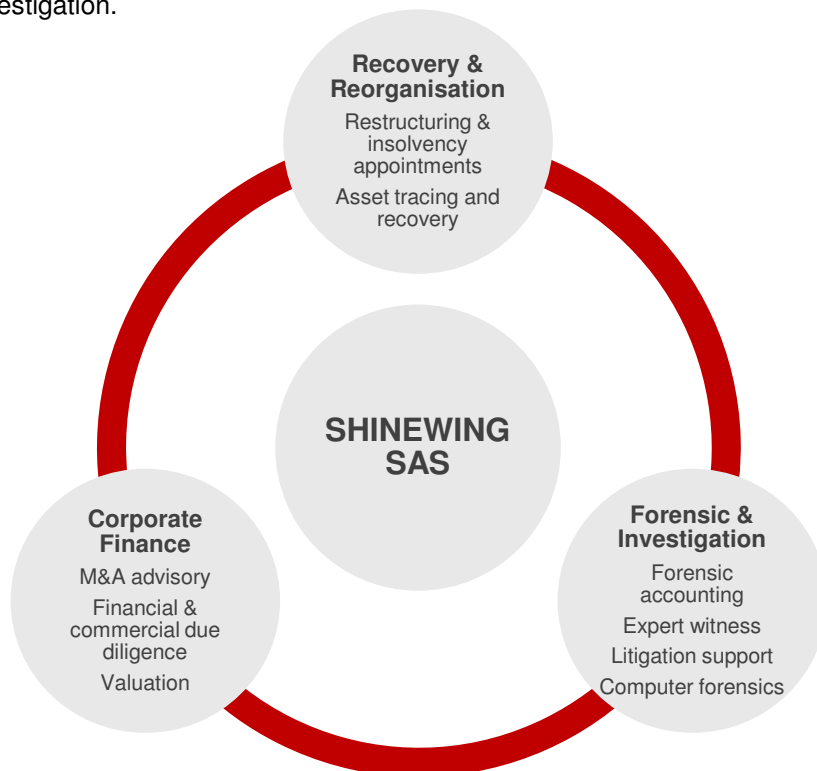 estigation.
Recovery &
Reorganisation
Restructuring &
insolvency
appointments
Asset tracing and
recovery
SHINEWING
SAS
Corporate
Finance
M&A advisory
Financial &
commercial due
diligence
Valuation
Forensic &
Investigation
Forensic
accounting
Expert witness
Litigation support
Computer forensics